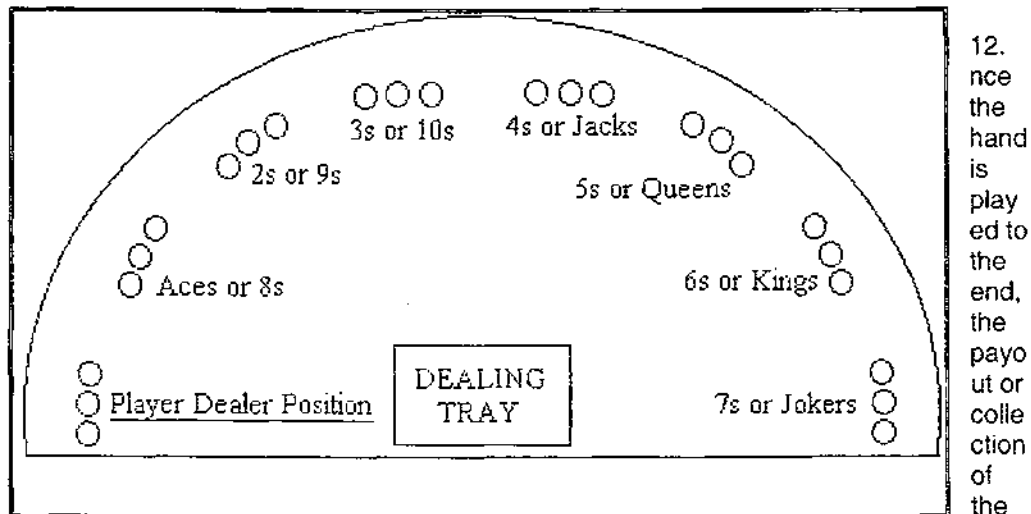 3s or 10s
4s or Jacks
2s or 9s
5s or Queens
Aces or 8s
6s or Kings
Player Dealer Position
DEALING
TRAY
7s or Jokers
12.
nce
the
hand
is
play
ed to
the
end,
the
payo
ut or
colle
ction
of
the